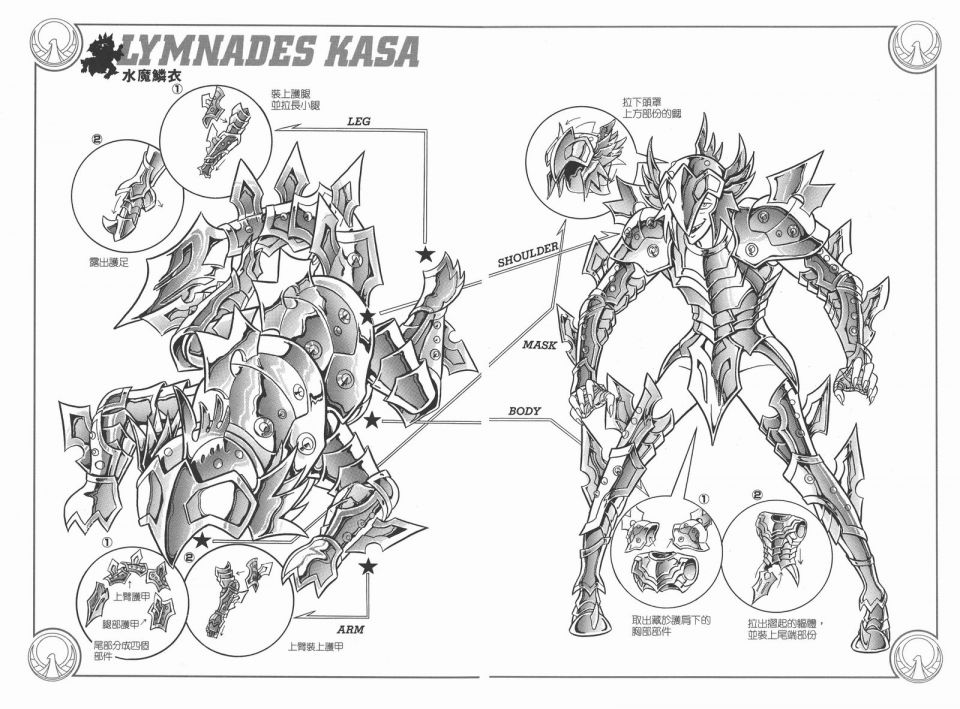 LYMNADES KASA
水魔鱗衣
①
裝上護腿
並拉長小腿
LEG
②
露出護足
拉下頭罩
上方部份的鰓
SHOULDER
MASK
BODY
①
上臂護甲
腿部護甲
尾部分成四個
部件
②
上臂裝上護甲
ARM
①
取出藏於護肩下的
胸部部件
②
拉出摺起的軀體，
並裝上尾端部份